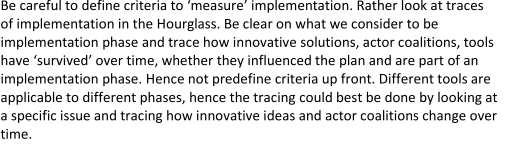 Be careful to define criteria to ‘measure’ implementation. Rather look at traces
of implementation in the Hourglass. Be clear on what we consider to be
implementation phase and trace how innovative solutions, actor coalitions, tools
have ‘survived’ over time, whether they influenced the plan and are part of an
implementation phase. Hence not predefine criteria up front. Different tools are
applicable to different phases, hence the tracing could best be done by looking at
a specific issue and tracing how innovative ideas and actor coalitions change over
time.